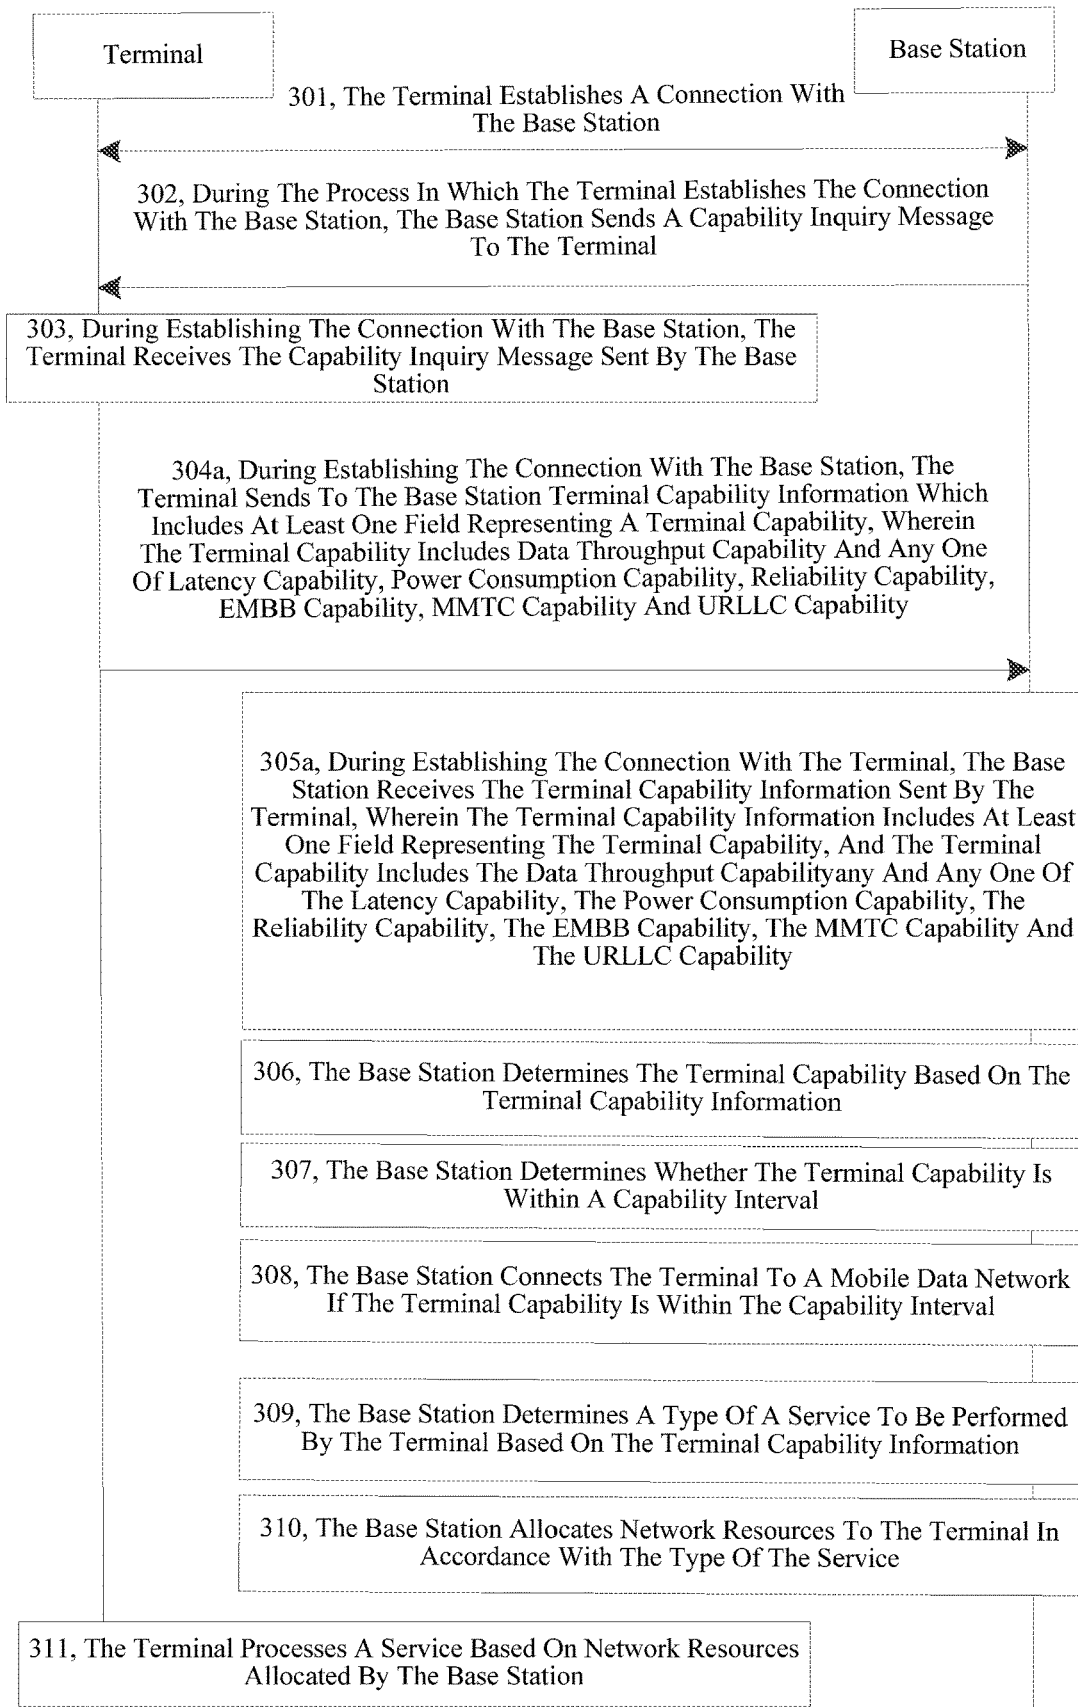 Terminal
Base Station
301, The Terminal Establishes A Connection With
The Base Station
302, During The Process In Which The Terminal Establishes The Connection
With The Base Station, The Base Station Sends A Capability Inquiry Message
To The Terminal
303, During Establishing The Connection With The Base Station, The
Terminal Receives The Capability Inquiry Message Sent By The Base
Station
304a, During Establishing The Connection With The Base Station, The
Terminal Sends To The Base Station Terminal Capability Information Which
Includes At Least One Field Representing A Terminal Capability, Wherein
The Terminal Capability Includes Data Throughput Capability And Any One
Of Latency Capability, Power Consumption Capability, Reliability Capability,
EMBB Capability, MMTC Capability And URLLC Capability
305a, During Establishing The Connection With The Terminal, The Base
Station Receives The Terminal Capability Information Sent By The
Terminal, Wherein The Terminal Capability Information Includes At Least
One Field Representing The Terminal Capability, And The Terminal
Capability Includes The Data Throughput Capabilityany And Any One Of
The Latency Capability, The Power Consumption Capability, The
Reliability Capability, The EMBB Capability, The MMTC Capability And
The URLLC Capability
306, The Base Station Determines The Terminal Capability Based On The
Terminal Capability Information
307, The Base Station Determines Whether The Terminal Capability Is
Within A Capability Interval
308, The Base Station Connects The Terminal To A Mobile Data Network
If The Terminal Capability Is Within The Capability Interval
309, The Base Station Determines A Type Of A Service To Be Performed
By The Terminal Based On The Terminal Capability Information
310, The Base Station Allocates Network Resources To The Terminal In
Accordance With The Type Of The Service
311, The Terminal Processes A Service Based On Network Resources
Allocated By The Base Station